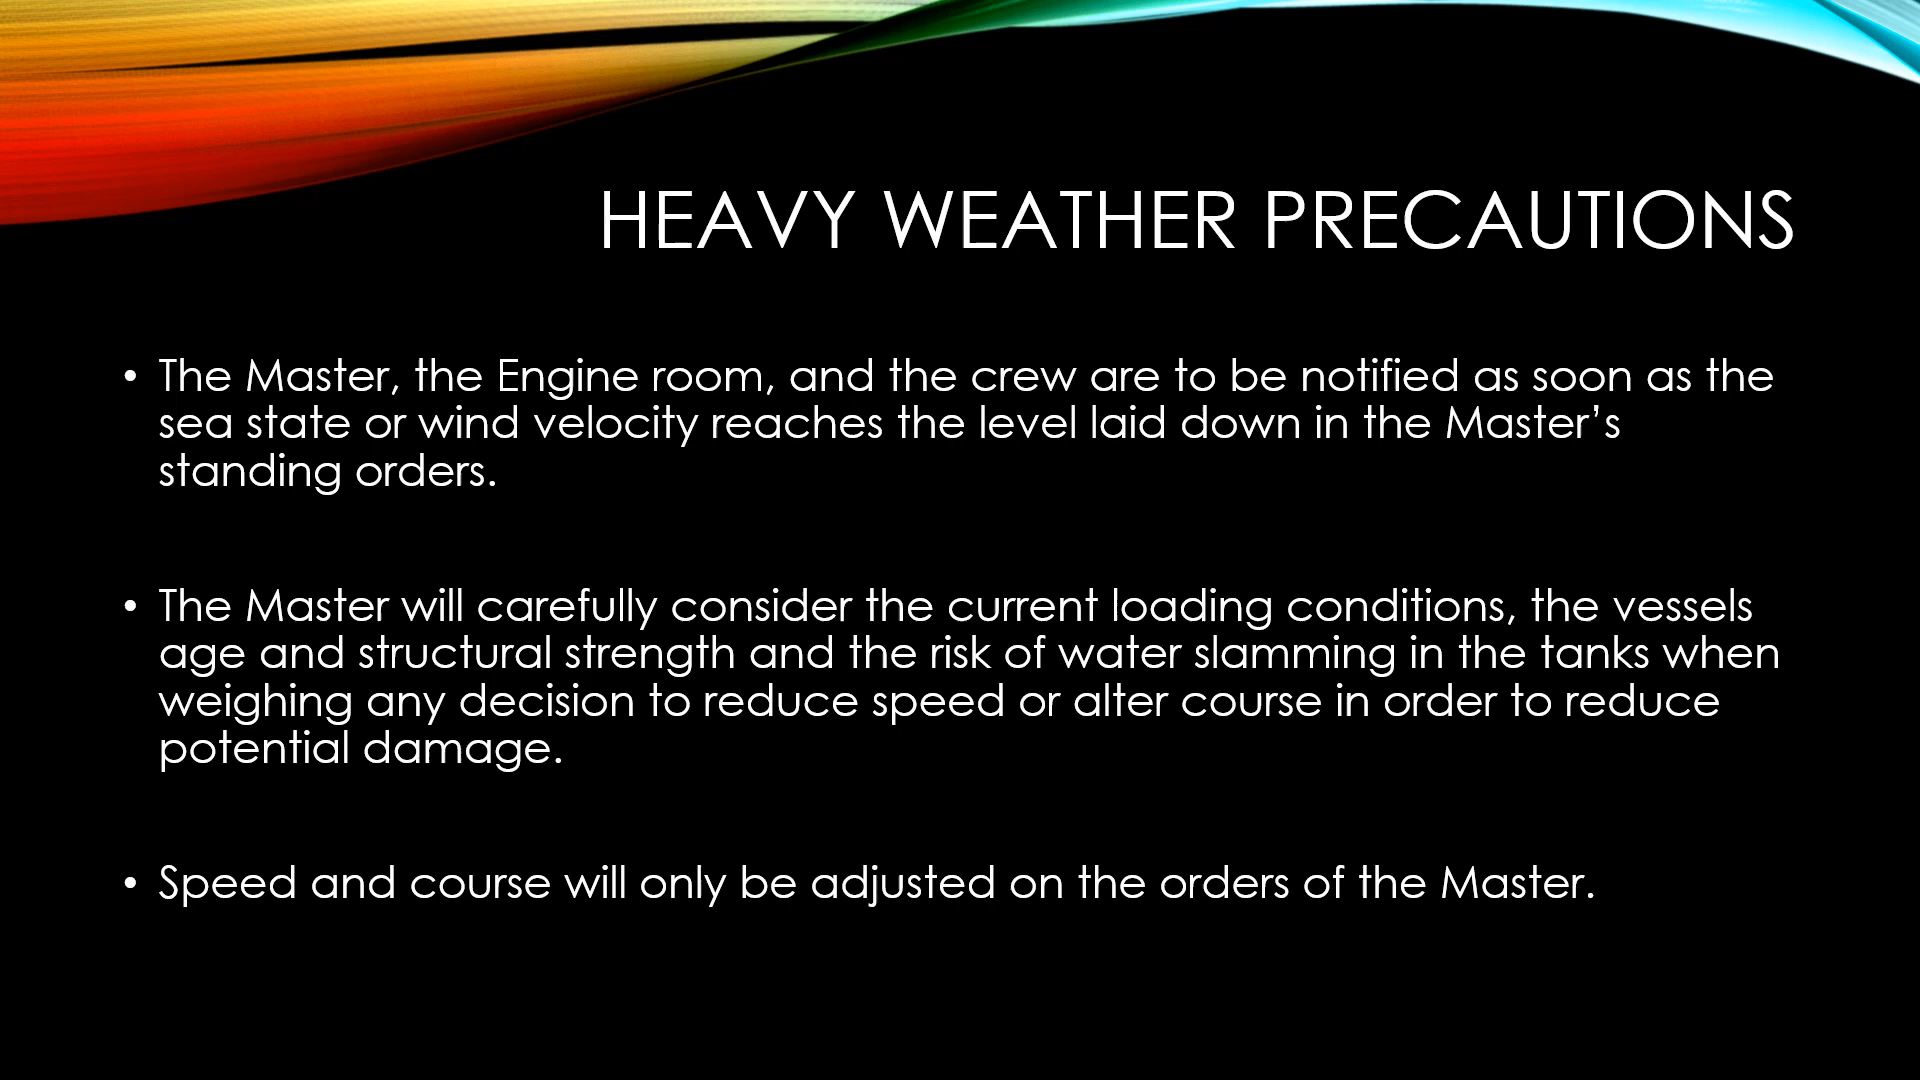 HEAVY WEATHER PRECAUTIONS
• The Master, the Engine room, and the crew are to be notified as soon as the
sea state or wind velocity reaches the level laid down in the Master’s
standing orders.
• The Master will carefully consider the current loading conditions, the vessels
age and structural strength and the risk of water slamming in the tanks when
weighing any decision to reduce speed or alter course in order to reduce
potential damage.
• Speed and course will only be adjusted on the orders of the Master.